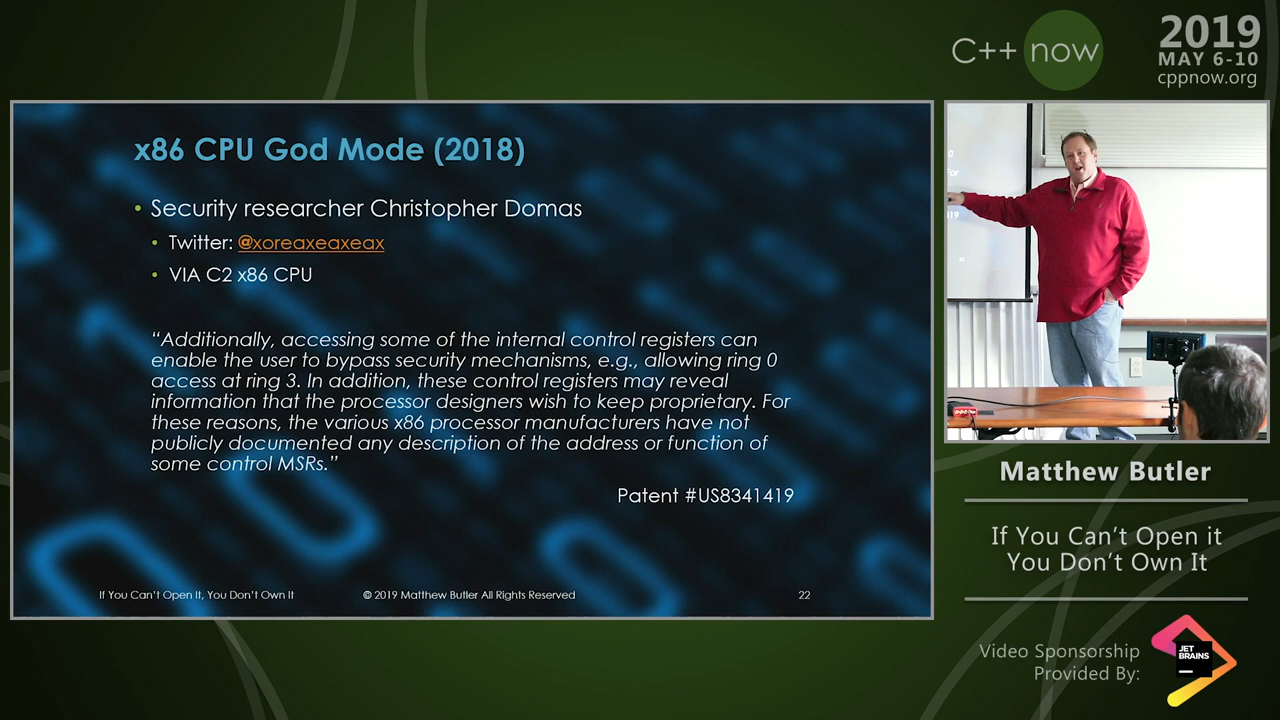 C++ now
2019
MAY 6-10
cppnow.org
x86 CPU God Mode (2018)
• Security researcher Christopher Domas
• Twitter: @xoreaxeaxeax
• VIA C2 x86 CPU
“Additionally, accessing some of the internal control registers can
enable the user to bypass security mechanisms, e.g., allowing ring 0
access at ring 3. In addition, these control registers may reveal
information that the processor designers wish to keep proprietary. For
these reasons, the various x86 processor manufacturers have not
publicly documented any description of the address or function of
some control MSRs.”
Patent #US8341419
If You Can’t Open It, You Don’t Own It
© 2019 Matthew Butler All Rights Reserved
22
Matthew Butler
If You Can’t Open it
You Don’t Own It
Video Sponsorship
Provided By:
JET
BRAINS